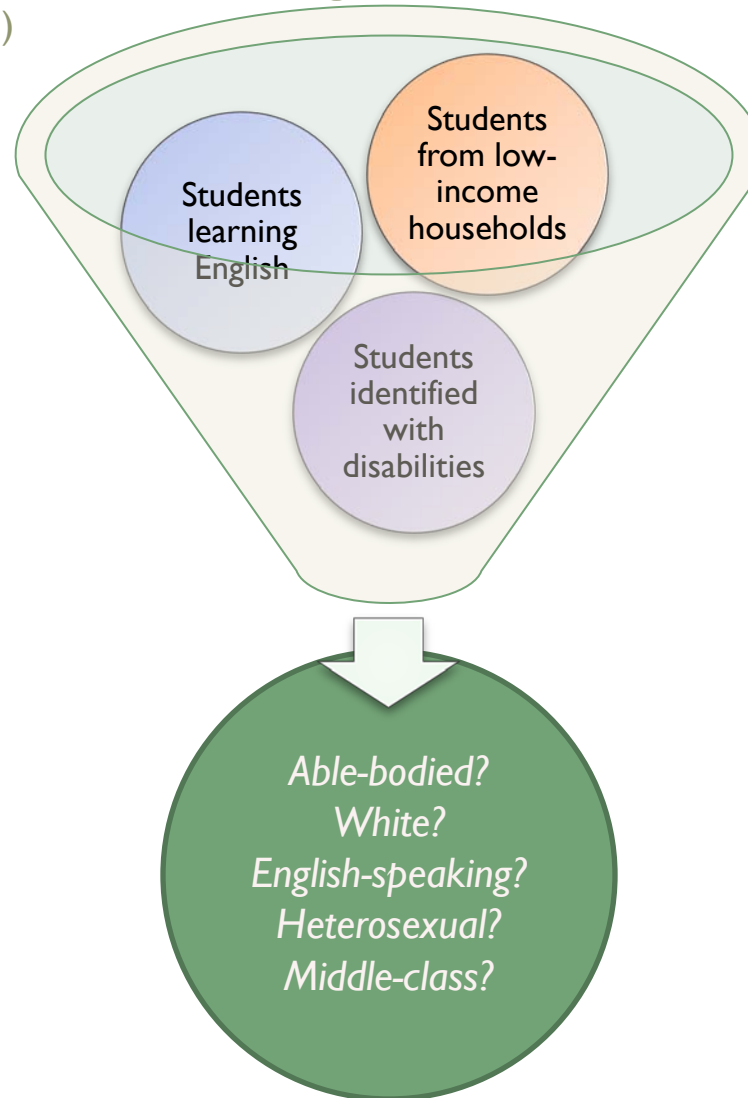 )
Students
learning
English
Students
from low-
income
households
Students
identified
with
disabilities
Able-bodied?
White?
English-speaking?
Heterosexual?
Middle-class?